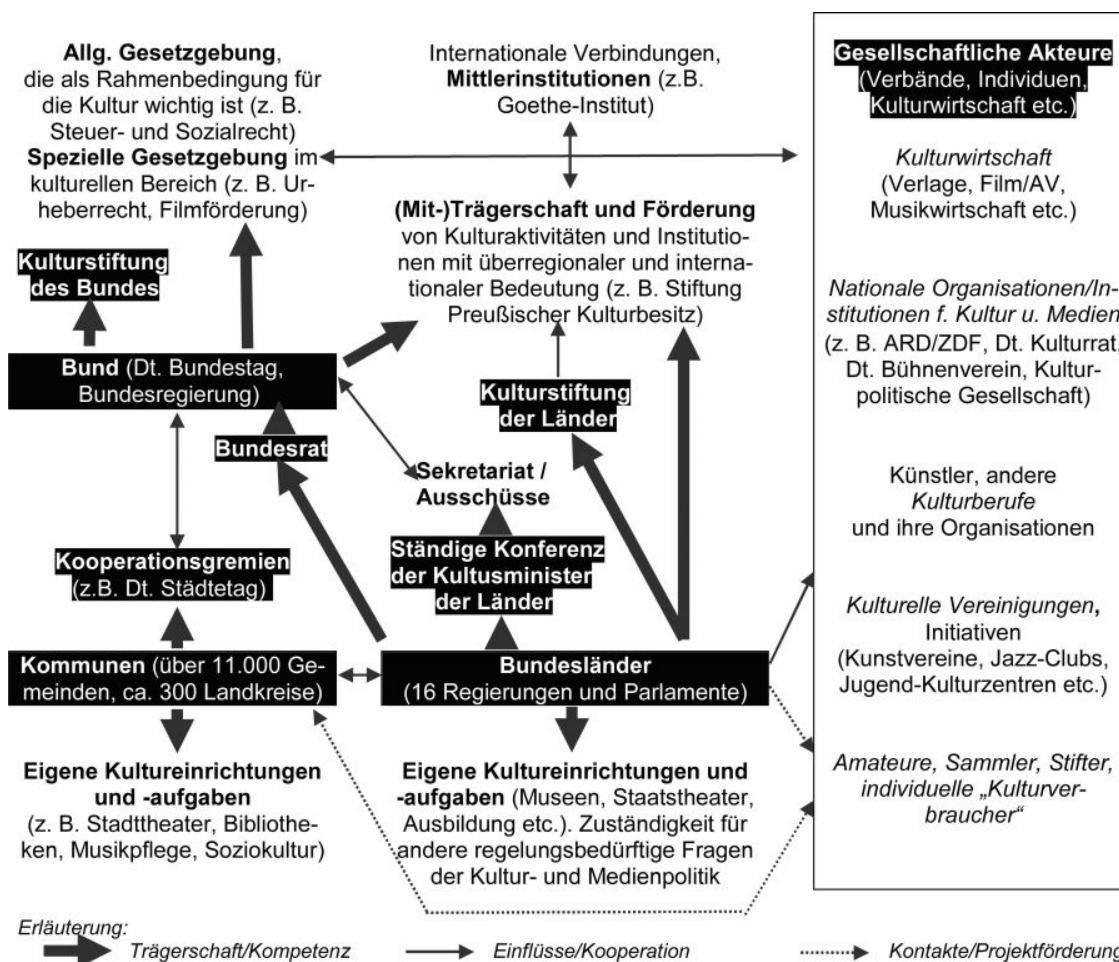 Allg. Gesetzgebung,
die als Rahmenbedingung für
die Kultur wichtig ist (z. B.
Steuer- und Sozialrecht)
Spezielle Gesetzgebung im
kulturellen Bereich (z. B. Ur-
heberrecht, Filmförderung)
Internationale Verbindungen,
Mittlerinstitutionen (z.B.
Goethe-Institut)
(Mit-)Trägerschaft und Förderung
von Kulturaktivitäten und Institutio-
nen mit überregionaler und interna-
tionaler Bedeutung (z. B. Stiftung
Preußischer Kulturbesitz)
Kulturstiftung
des Bundes
Bund (Dt. Bundestag,
Bundesregierung)
Bundesrat
Kulturstiftung
der Länder
Sekretariat /
Ausschüsse
Ständige Konferenz
der Kultusminister
der Länder
Kooperationsgremien
(z.B. Dt. Städtetag)
Kommunen (über 11.000 Ge-
meinden, ca. 300 Landkreise)
Bundesländer
(16 Regierungen und Parlamente)
Eigene Kultureinrichtungen
und -aufgaben
(z. B. Stadttheater, Bibliothe-
ken, Musikpflege, Soziokultur)
Eigene Kultureinrichtungen und
-aufgaben (Museen, Staatstheater,
Ausbildung etc.). Zuständigkeit für
andere regelungsbedürftige Fragen
der Kultur- und Medienpolitik
Gesellschaftliche Akteure
(Verbände, Individuen,
Kulturwirtschaft etc.)
Kulturwirtschaft
(Verlage, Film/AV,
Musikwirtschaft etc.)
Nationale Organisationen/In-
stitutionen f. Kultur u. Medien
(z. B. ARD/ZDF, Dt. Kulturrat,
Dt. Bühnenverein, Kultur-
politische Gesellschaft)
Künstler, andere
Kulturberufe
und ihre Organisationen
Kulturelle Vereinigungen,
Initiativen
(Kunstvereine, Jazz-Clubs,
Jugend-Kulturzentren etc.)
Amateure, Sammler, Stifter,
individuelle „Kulturver-
braucher“
Erläuterung:
Trägerschaft/Kompetenz
Einflüsse/Kooperation
Kontakte/Projektförderung